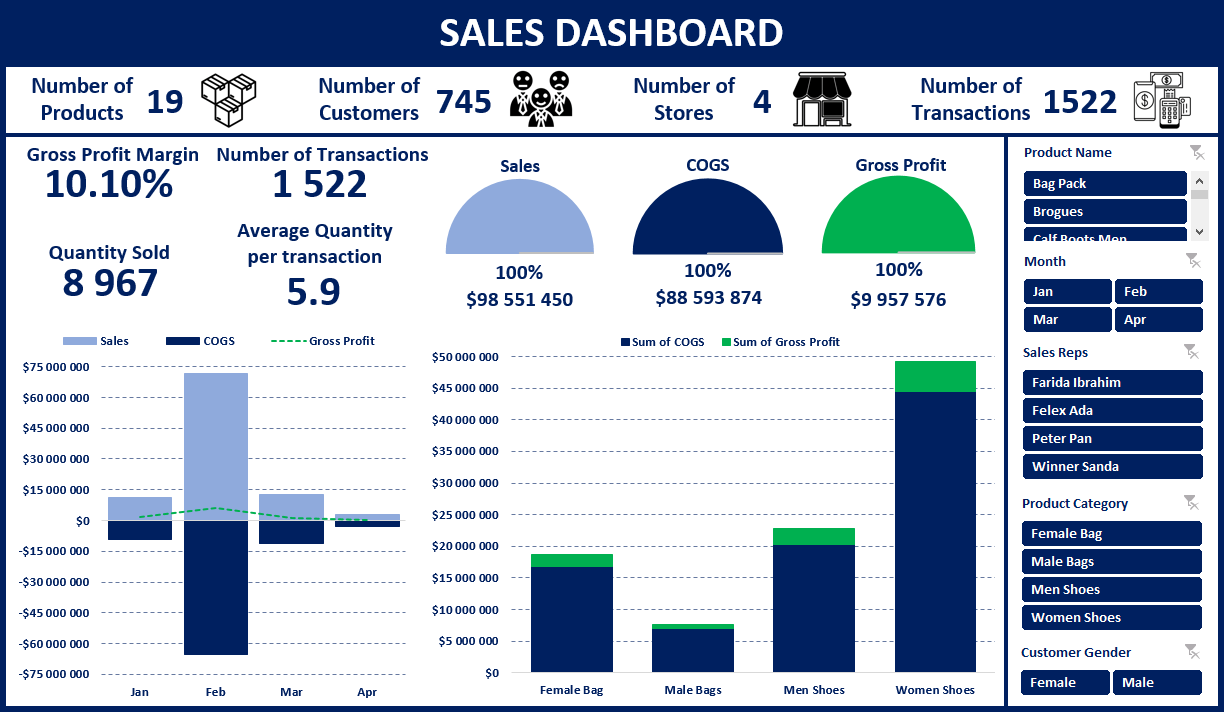 SALES DASHBOARD
Number of
Products
19
Number of
Customers
745
Number of
Stores
4
Number of
Transactions
1522
Gross Profit Margin
10.10%
Number of Transactions
1 522
Quantity Sold
8 967
Average Quantity
per transaction
5.9
Sales
100%
$98 551 450
COGS
100%
$88 593 874
Gross Profit
100%
$9 957 576
Sales
COGS
Gross Profit
$75 000 000
$60 000 000
$45 000 000
$30 000 000
$15 000 000
$0
-$15 000 000
-$30 000 000
-$45 000 000
-$60 000 000
-$75 000 000
Jan
Feb
Mar
Apr
Sum of COGS
Sum of Gross Profit
$50 000 000
$45 000 000
$40 000 000
$35 000 000
$30 000 000
$25 000 000
$20 000 000
$15 000 000
$10 000 000
$5 000 000
$0
Female Bag
Male Bags
Men Shoes
Women Shoes
Product Name
Bag Pack
Brogues
Calf Boots Men
Month
Jan
Feb
Mar
Apr
Sales Reps
Farida Ibrahim
Felex Ada
Peter Pan
Winner Sanda
Product Category
Female Bag
Male Bags
Men Shoes
Women Shoes
Customer Gender
Female
Male